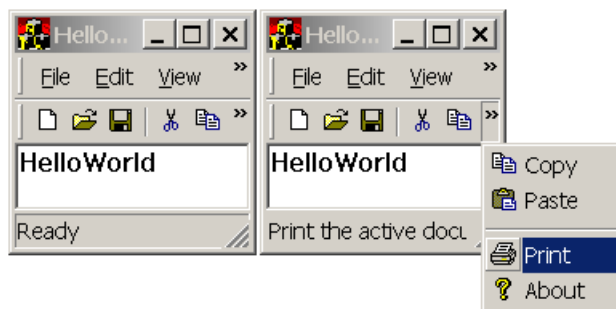 Hello...
File Edit View »
»
HelloWorld
Ready
Hello...
File Edit View »
»
HelloWorld
Print the active docu
Copy
Paste
Print
About